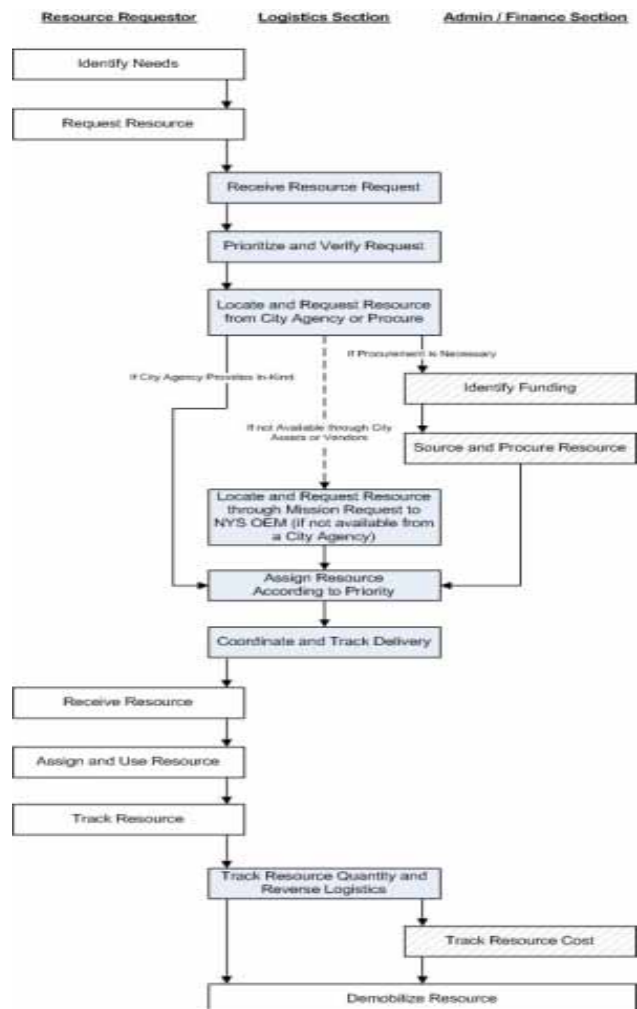 Resource Requestor
Logistics Section
Admin / Finance Section
Identify Needs
Request Resource
Receive Resource Request
Prioritize and Verify Request
Locate and Request Resource
from City Agency or Procure
If Procurement is Necessary
If City Agency Provides In-Kind
Identify Funding
If not Available through City
Assets or Vendors
Source and Procure Resource
Locate and Request Resource
through Mission Request to
NYS OEM (if not available from
a City Agency)
Assign Resource
According to Priority
Coordinate and Track Delivery
Receive Resource
Assign and Use Resource
Track Resource
Track Resource Quantity and
Reverse Logistics
Track Resource Cost
Demobilize Resource